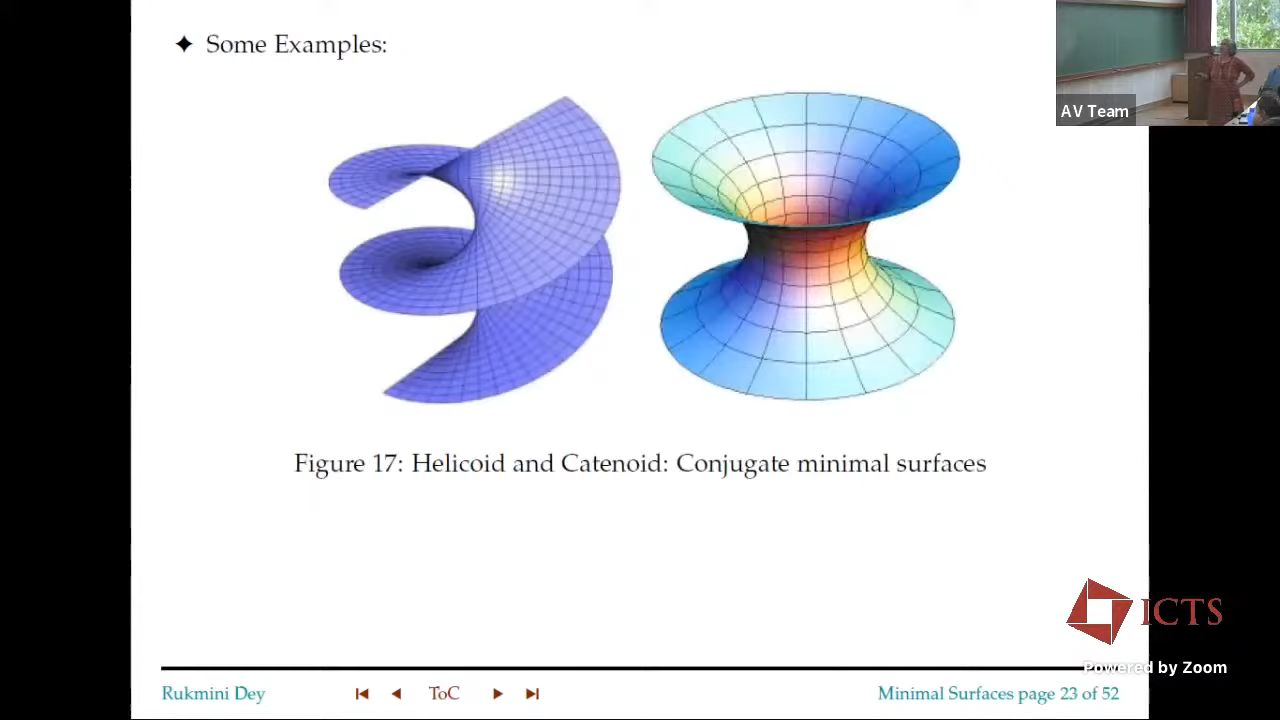 ✦ Some Examples:
AV Team
Figure 17: Helicoid and Catenoid: Conjugate minimal surfaces
ICTS
Powered by Zoom
Rukmini Dey
ToC
Minimal Surfaces page 23 of 52